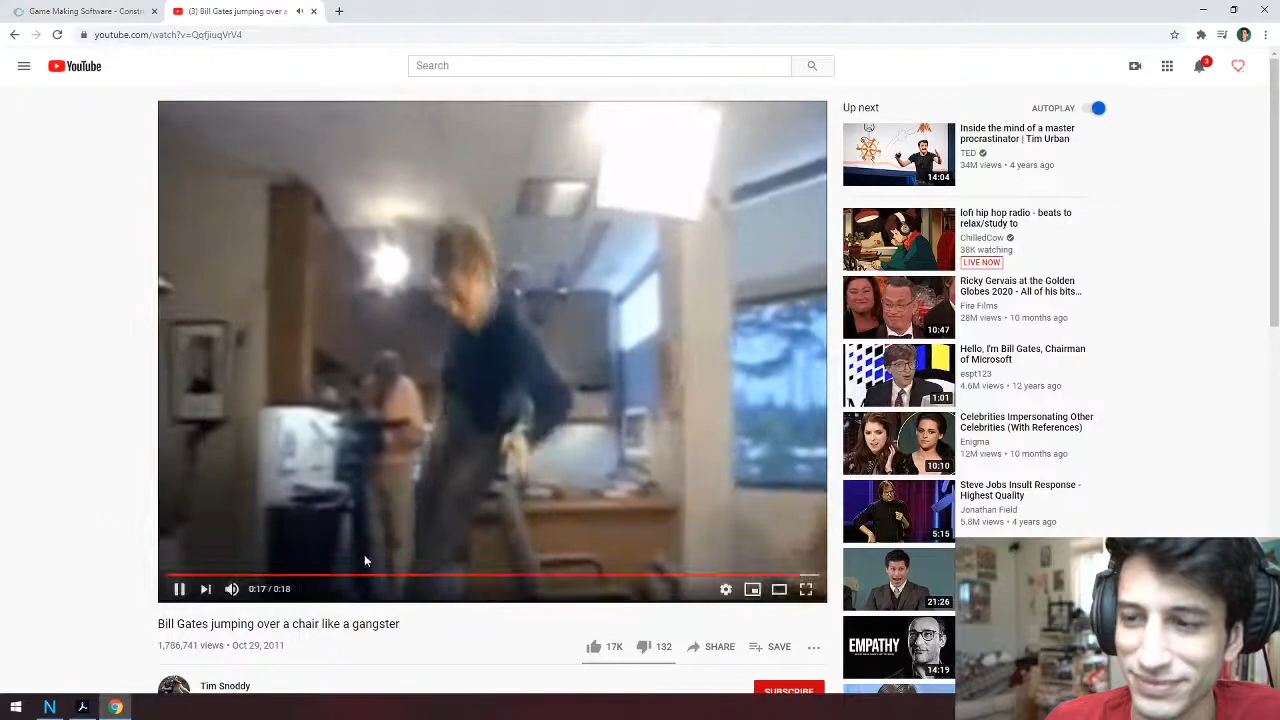 Game Making Software - Constru
(3) Bill Gates jumping over a
youtube.com/watch?v=QqfjiuqVrV4
YouTube
Search
3
Up next
AUTOPLAY
Inside the mind of a master
procrastinator | Tim Urban
TED
34M views • 4 years ago
14:04
lofi hip hop radio - beats to
relax/study to
ChilledCow
38K watching
LIVE NOW
Ricky Gervais at the Golden
Globes 2020 - All of his bits...
Fire Films
28M views • 10 months ago
10:47
Hello, I'm Bill Gates, Chairman
of Microsoft
espt123
4.6M views • 12 years ago
1:01
Celebrities Impersonating Other
Celebrities (With References)
Enigma
12M views • 10 months ago
10:10
Steve Jobs Insult Response -
Highest Quality
Jonathan Field
5.8M views • 4 years ago
5:15
21:26
EMPATHY
14:19
0:17 / 0:18
Bill Gates jumping over a chair like a gangster
1,786,741 views • Oct 29, 2011
17K
132
SHARE
SAVE
Tim Snoddy
SUBSCRIBE